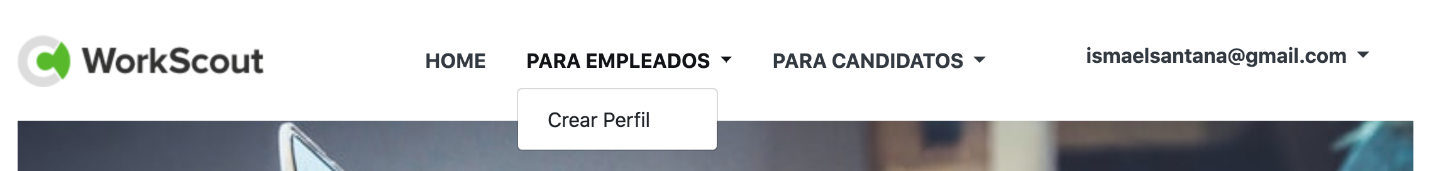 WorkScout
HOME
PARA EMPLEADOS
PARA CANDIDATOS
ismaelsantana@gmail.com
Crear Perfil